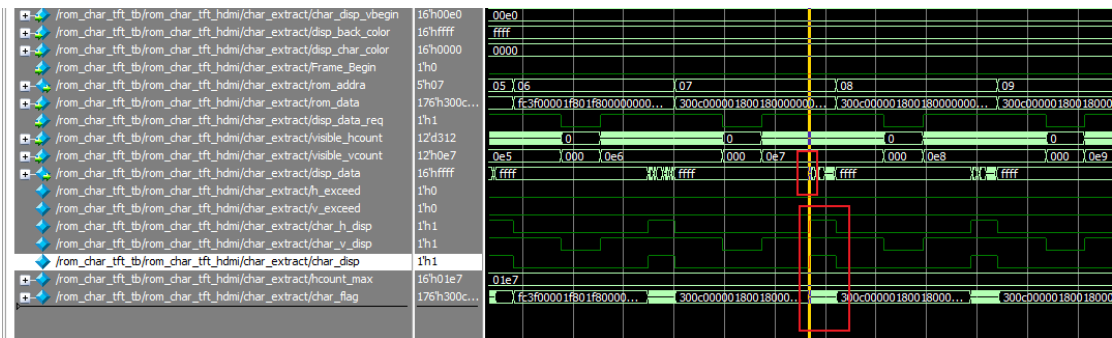 /rom_char_tft_tb/rom_char_tft_hdmi/char_extract/char_disp_vbegin 16'h00e0 00e0
/rom_char_tft_tb/rom_char_tft_hdmi/char_extract/disp_back_color 16'hffff ffff
/rom_char_tft_tb/rom_char_tft_hdmi/char_extract/disp_char_color 16'h0000 0000
/rom_char_tft_tb/rom_char_tft_hdmi/char_extract/Frame_Begin 1'h0
/rom_char_tft_tb/rom_char_tft_hdmi/char_extract/rom_addra 5'h07 05 06 07 08 09
/rom_char_tft_tb/rom_char_tft_hdmi/char_extract/rom_data 176'h300c... fc3f00001f801f800000000... 300c00000180018000000... 300c00000180018000000... 300c00000180018000
/rom_char_tft_tb/rom_char_tft_hdmi/char_extract/disp_data_req 1'h1
/rom_char_tft_tb/rom_char_tft_hdmi/char_extract/visible_hcount 12'd312 0 0 0 0
/rom_char_tft_tb/rom_char_tft_hdmi/char_extract/visible_vcount 12'h0e7 0e5 000 0e6 000 0e7 000 0e8 000 0e9
/rom_char_tft_tb/rom_char_tft_hdmi/char_extract/disp_data 16'hffff ffff ffff ffff ffff
/rom_char_tft_tb/rom_char_tft_hdmi/char_extract/h_exceed 1'h0
/rom_char_tft_tb/rom_char_tft_hdmi/char_extract/v_exceed 1'h0
/rom_char_tft_tb/rom_char_tft_hdmi/char_extract/char_h_disp 1'h1
/rom_char_tft_tb/rom_char_tft_hdmi/char_extract/char_v_disp 1'h1
/rom_char_tft_tb/rom_char_tft_hdmi/char_extract/char_disp 1'h1
/rom_char_tft_tb/rom_char_tft_hdmi/char_extract/hcount_max 16'h01e7 01e7
/rom_char_tft_tb/rom_char_tft_hdmi/char_extract/char_flag 176'h300c... fc3f00001f801f80000... 300c00000180018000... 300c00000180018000... 300c00000180018000